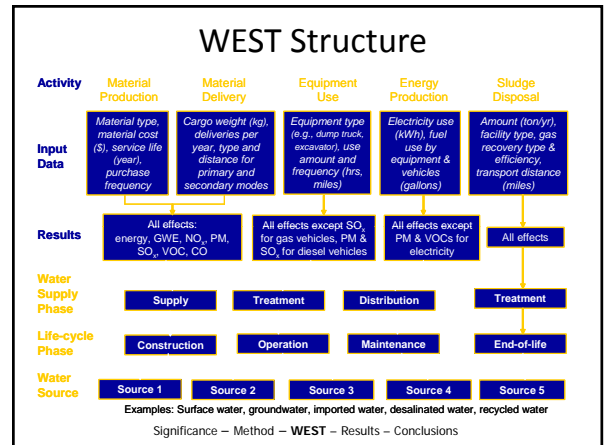 WEST Structure
Activity
Material
Production
Material
Delivery
Equipment
Use
Energy
Production
Sludge
Disposal
Input
Data
Material type,
material cost
($), service life
(year),
purchase
frequency
Cargo weight (kg),
deliveries per
year, type and
distance for
primary and
secondary modes
Equipment type
(e.g., dump truck,
excavator), use
amount and
frequency (hrs,
miles)
Electricity use
(kWh), fuel
use by
equipment &
vehicles
(gallons)
Amount (ton/yr),
facility type, gas
recovery type &
efficiency,
transport distance
(miles)
Results
All effects:
energy, GWE, NOx, PM,
SOx, VOC, CO
All effects except SOx
for gas vehicles, PM &
SOx for diesel vehicles
All effects except
PM & VOCs for
electricity
All effects
Water
Supply
Phase
Supply
Treatment
Distribution
Treatment
Life-cycle
Phase
Construction
Operation
Maintenance
End-of-life
Water
Source
Source 1
Source 2
Source 3
Source 4
Source 5
Examples: Surface water, groundwater, imported water, desalinated water, recycled water
Significance – Method – WEST – Results – Conclusions